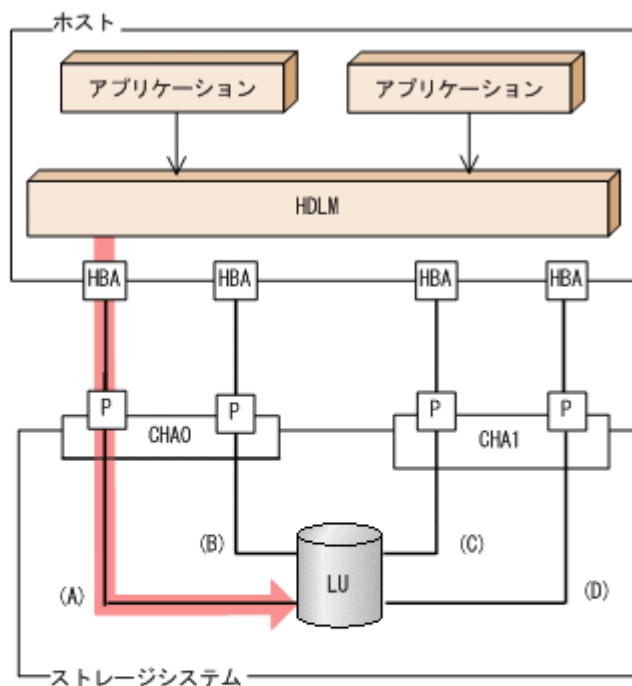 ホスト
アプリケーション
アプリケーション
HDLM
HBA
HBA
HBA
HBA
P
P
P
P
CHA0
CHA1
(B)
(C)
LU
(A)
(D)
ストレージシステム